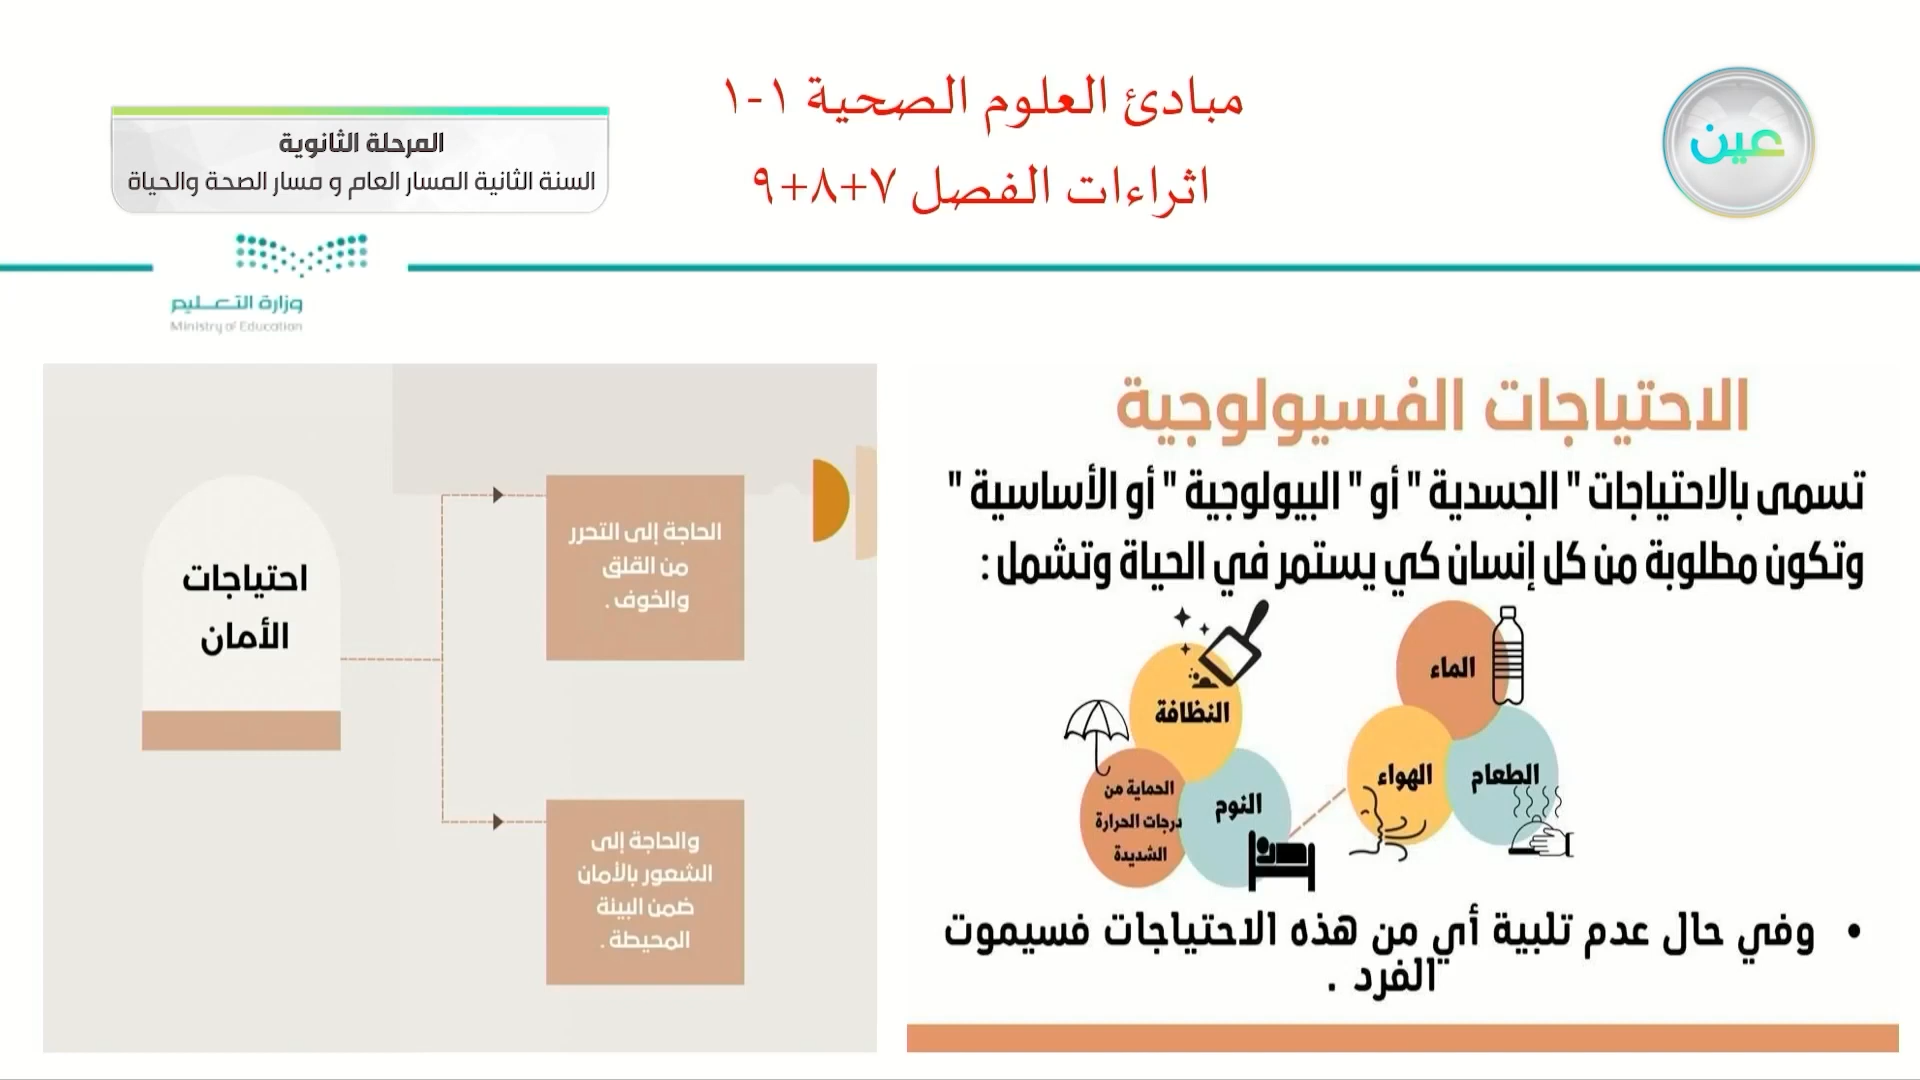 مبادئ العلوم الصحية ١-١
اثراءات الفصل ٧+٨+٩
عين
المرحلة الثانوية
السنة الثانية المسار العام و مسار الصحة والحياة
وزارة التعليم
Ministry of Education
الاحتياجات الفسيولوجية
تسمى بالاحتياجات " الجسدية " أو " البيولوجية " أو الأساسية "
وتكون مطلوبة من كل إنسان كي يستمر في الحياة وتشمل :
الماء
الطعام
الهواء
النظافة
النوم
الحماية من
درجات الحرارة
الشديدة
• وفي حال عدم تلبية أي من هذه الاحتياجات فسيموت
الفرد .
احتياجات
الأمان
الحاجة إلى التحرر
من القلق
والخوف .
والحاجة إلى
الشعور بالأمان
ضمن البيئة
المحيطة .